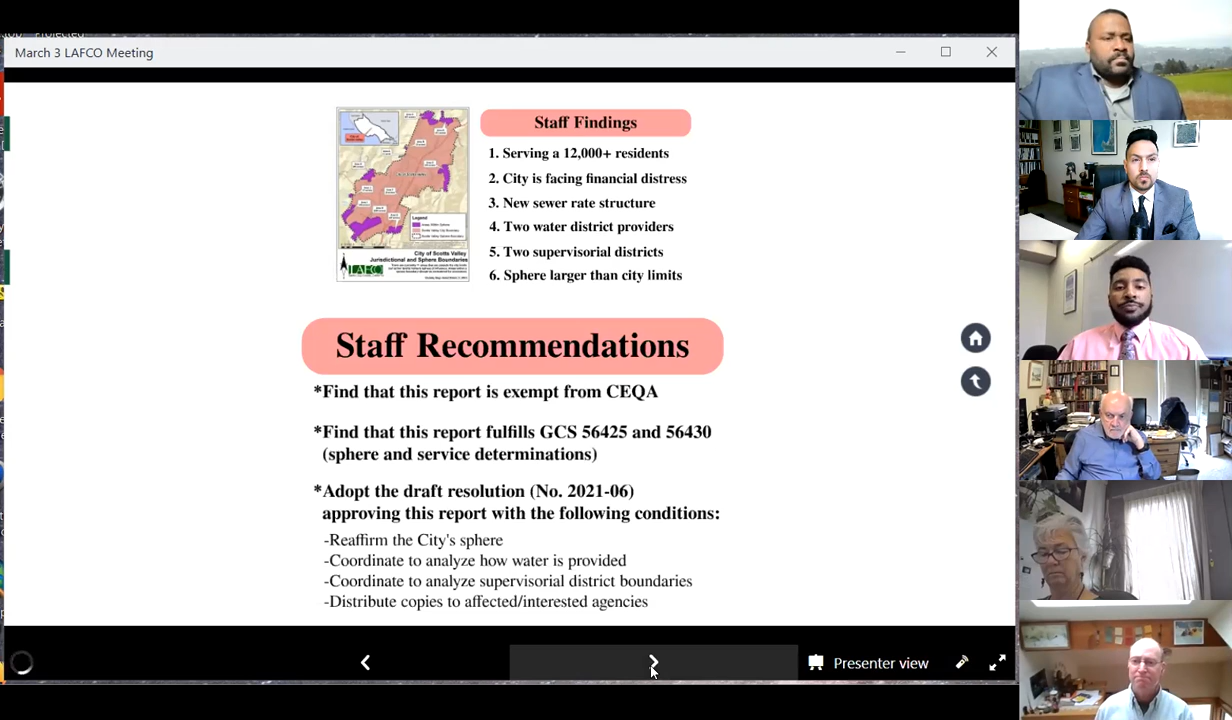 March 3 LAFCO Meeting
Staff Findings
1. Serving a 12,000+ residents
2. City is facing financial distress
3. New sewer rate structure
4. Two water district providers
5. Two supervisorial districts
6. Sphere larger than city limits
Legend
City of Scotts Valley
Jurisdictional and Sphere Boundaries
LAFCO
Staff Recommendations
*Find that this report is exempt from CEQA
*Find that this report fulfills GCS 56425 and 56430
(sphere and service determinations)
*Adopt the draft resolution (No. 2021-06)
approving this report with the following conditions:
-Reaffirm the City's sphere
-Coordinate to analyze how water is provided
-Coordinate to analyze supervisorial district boundaries
-Distribute copies to affected/interested agencies
Presenter view